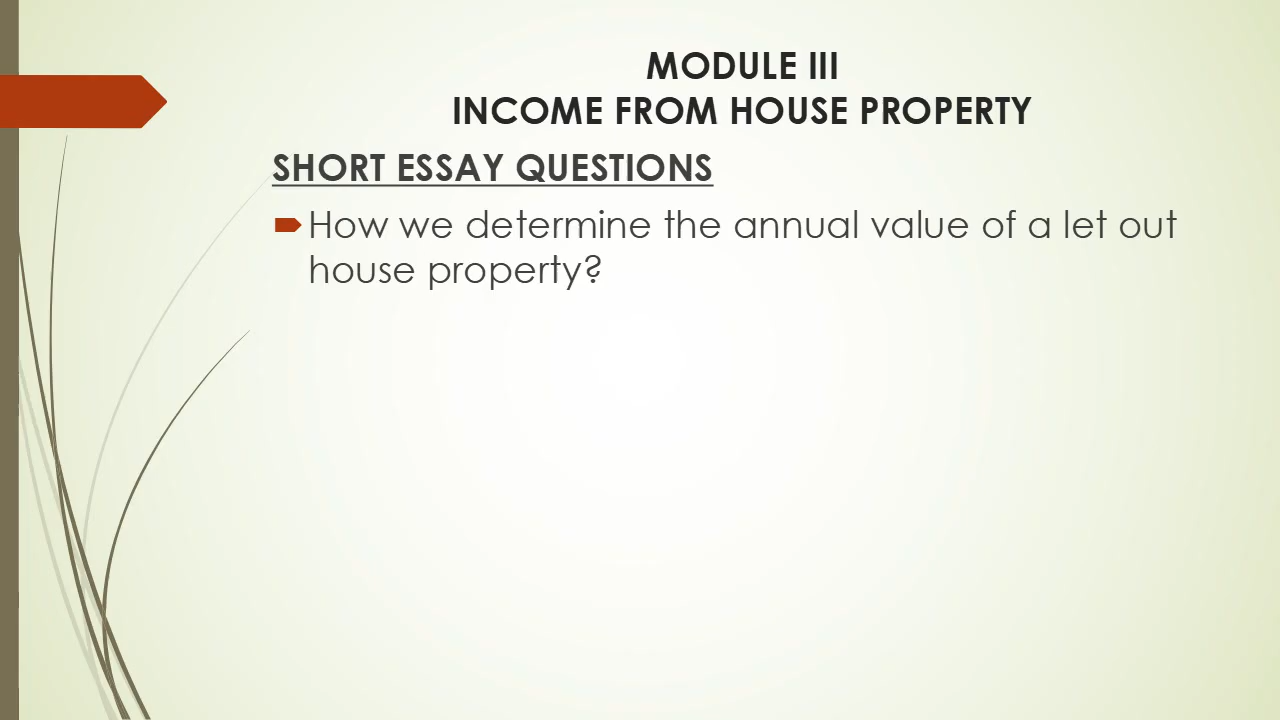 MODULE III
INCOME FROM HOUSE PROPERTY
SHORT ESSAY QUESTIONS
How we determine the annual value of a let out
house property?